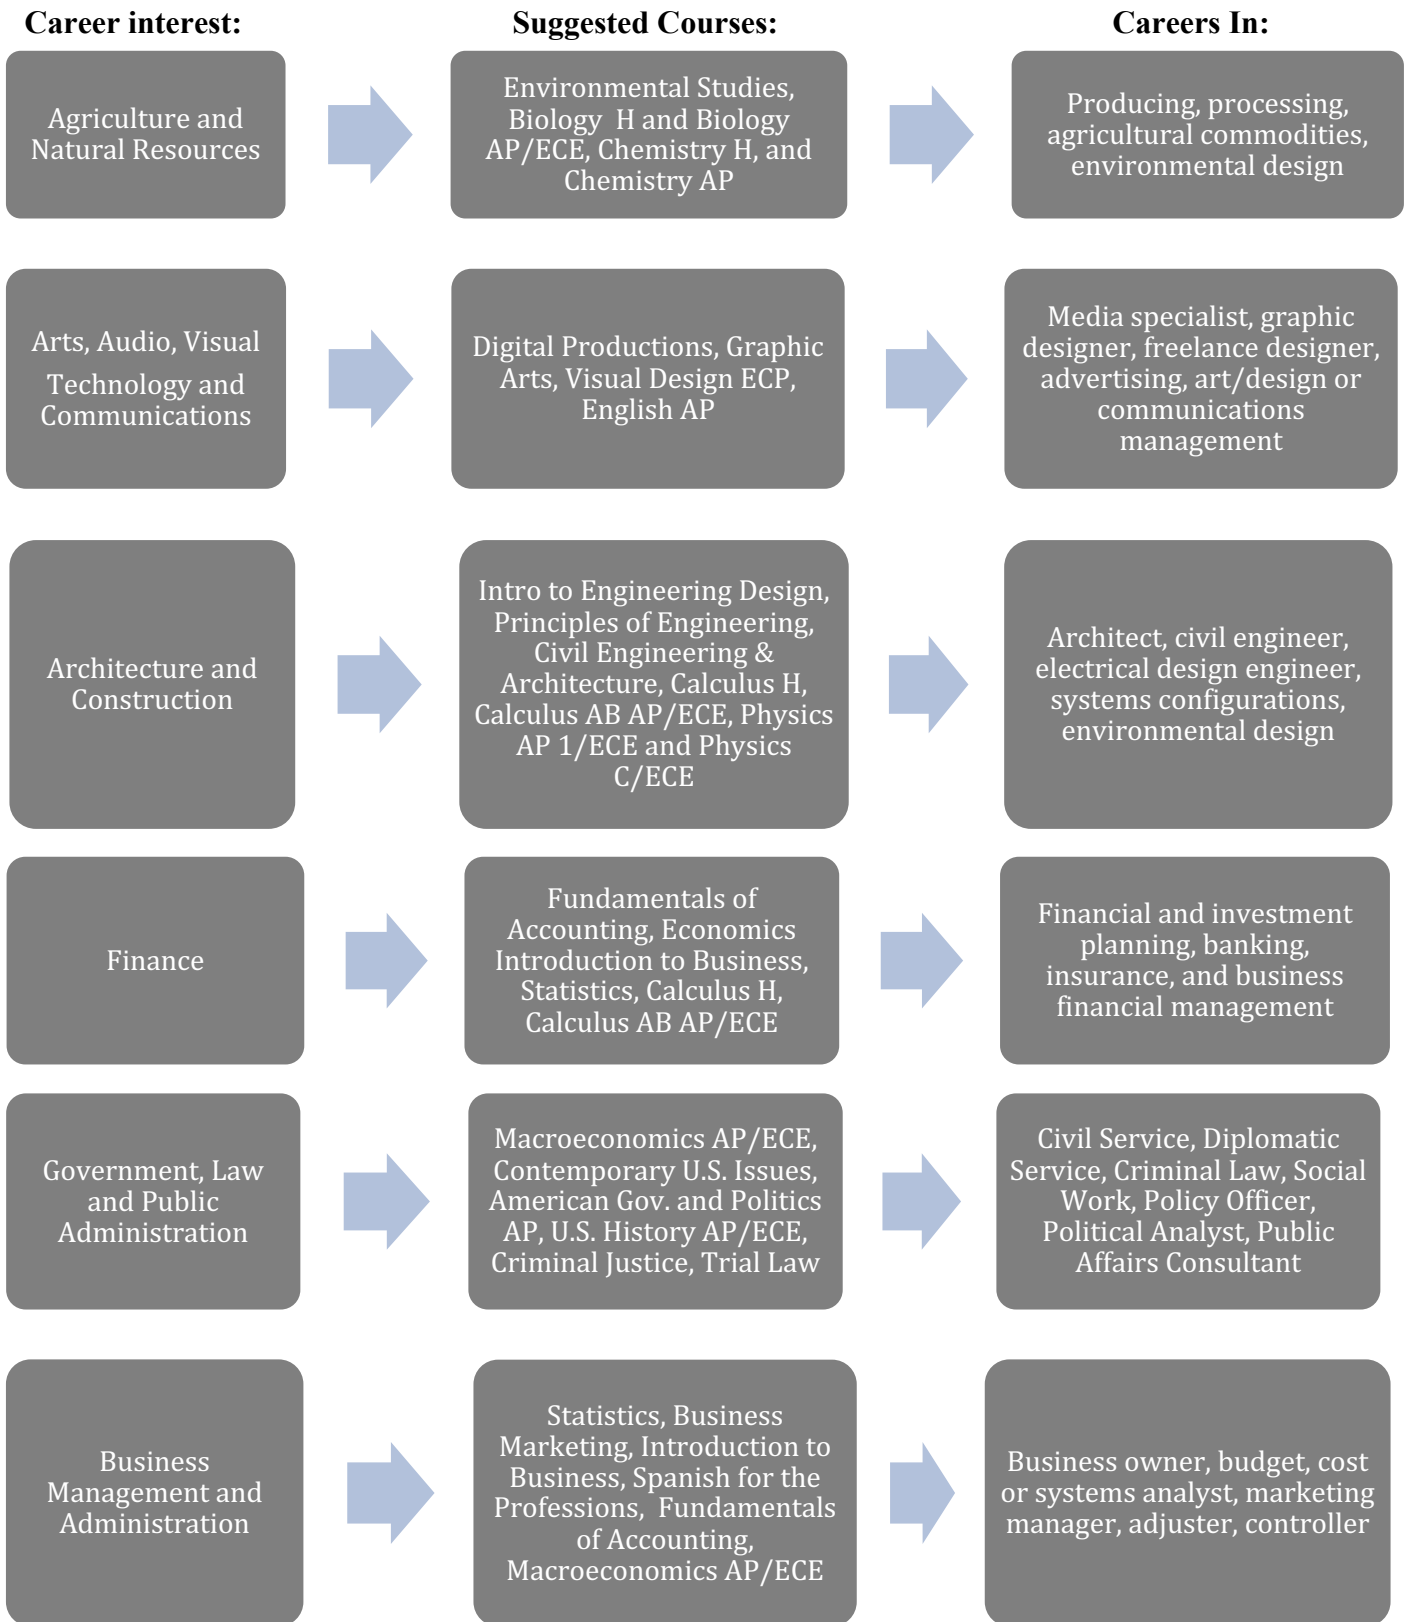 Career interest:
Suggested Courses:
Careers In:
Agriculture and
Natural Resources
Environmental Studies,
Biology  H and Biology
AP/ECE, Chemistry H, and
Chemistry AP
Producing, processing,
agricultural commodities,
environmental design
Arts, Audio, Visual
Technology and
Communications
Digital Productions, Graphic
Arts, Visual Design ECP,
English AP
Media specialist, graphic
designer, freelance designer,
advertising, art/design or
communications
management
Architecture and
Construction
Intro to Engineering Design,
Principles of Engineering,
Civil Engineering &
Architecture, Calculus H,
Calculus AB AP/ECE, Physics
AP 1/ECE and Physics
C/ECE
Architect, civil engineer,
electrical design engineer,
systems configurations,
environmental design
Finance
Fundamentals of
Accounting, Economics
Introduction to Business,
Statistics, Calculus H,
Calculus AB AP/ECE
Financial and investment
planning, banking,
insurance, and business
financial management
Government, Law
and Public
Administration
Macroeconomics AP/ECE,
Contemporary U.S. Issues,
American Gov. and Politics
AP, U.S. History AP/ECE,
Criminal Justice, Trial Law
Civil Service, Diplomatic
Service, Criminal Law, Social
Work, Policy Officer,
Political Analyst, Public
Affairs Consultant
Business
Management and
Administration
Statistics, Business
Marketing, Introduction to
Business, Spanish for the
Professions,  Fundamentals
of Accounting,
Macroeconomics AP/ECE
Business owner, budget, cost
or systems analyst, marketing
manager, adjuster, controller